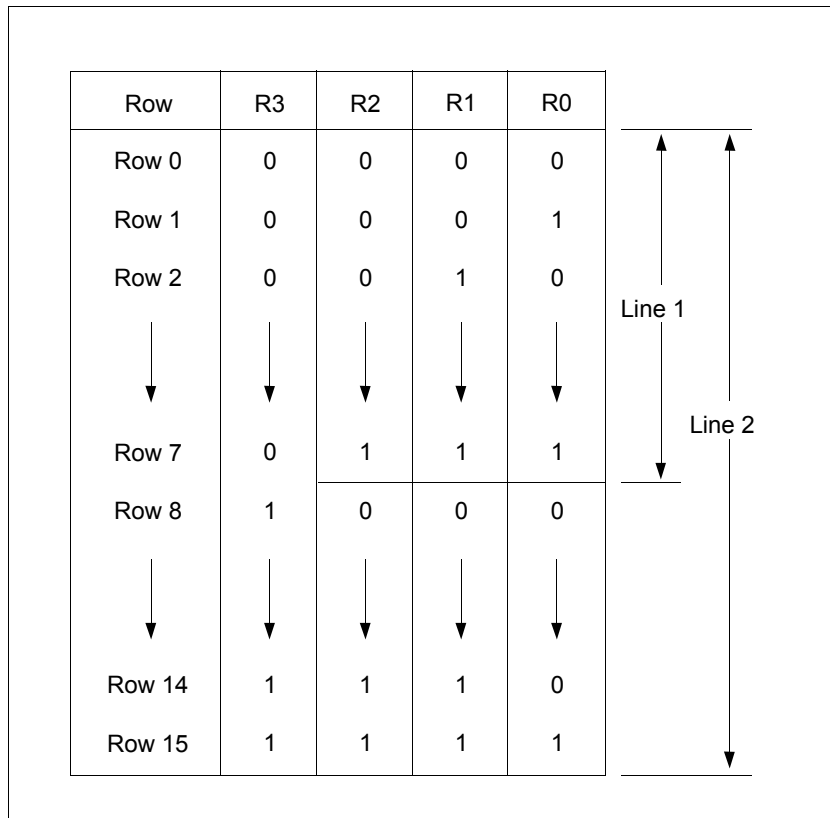 Row R3 R2 R1 R0
Row 0 0 0 0 0
Row 1 0 0 0 1
Row 2 0 0 1 0
Line 1
Line 2
Row 7 0 1 1 1
Row 8 1 0 0 0
Row 14 1 1 1 0
Row 15 1 1 1 1